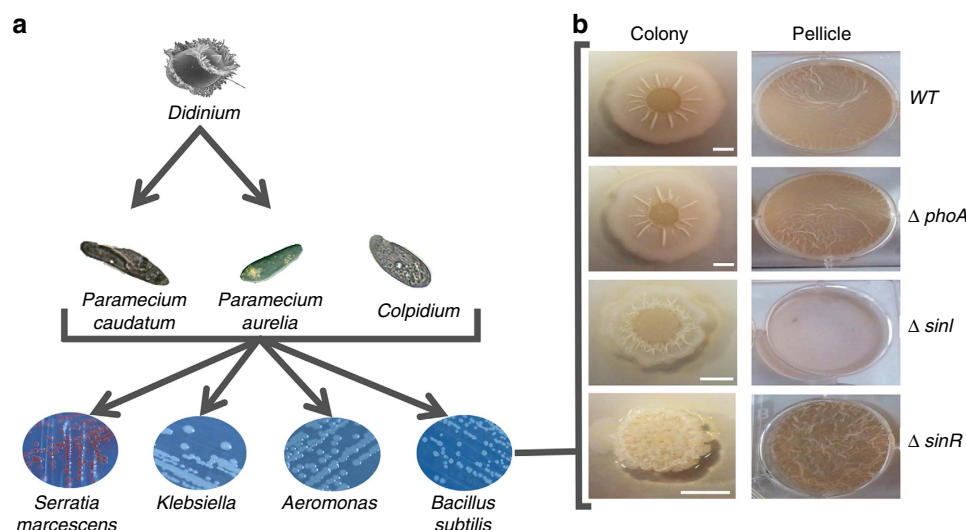 a
Didinium
Paramecium
caudatum
Paramecium
aurelia
Colpidium
Serratia
marcescens
Klebsiella
Aeromonas
Bacillus
subtilis
b
Colony
Pellicle
WT
Δ phoA
Δ sinI
Δ sinR